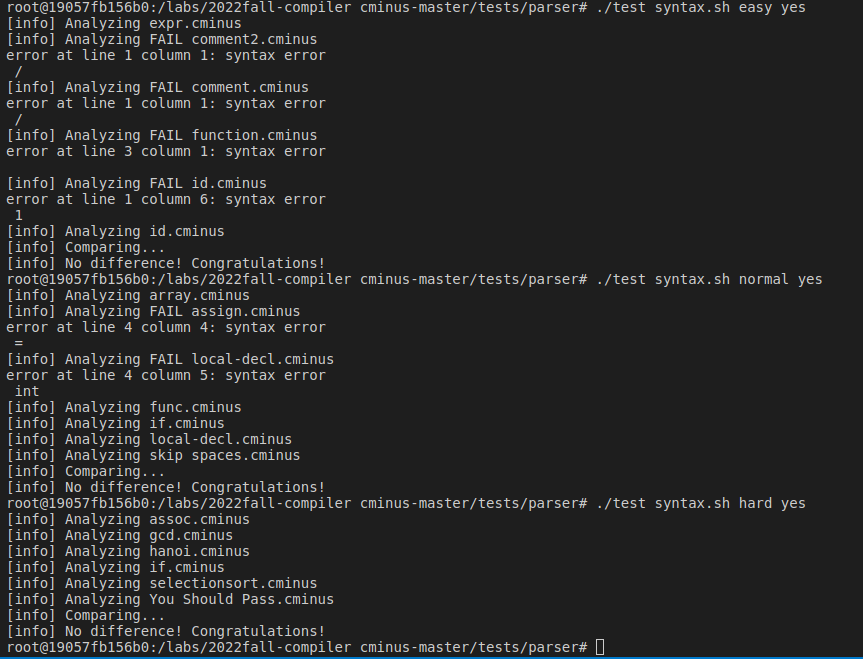 root@19057fb156b0:/labs/2022fall-compiler cminus-master/tests/parser# ./test syntax.sh easy yes
[info] Analyzing expr.cminus
[info] Analyzing FAIL comment2.cminus
error at line 1 column 1: syntax error
/
[info] Analyzing FAIL comment.cminus
error at line 1 column 1: syntax error
/
[info] Analyzing FAIL function.cminus
error at line 3 column 1: syntax error
[info] Analyzing FAIL id.cminus
error at line 1 column 6: syntax error
1
[info] Analyzing id.cminus
[info] Comparing...
[info] No difference! Congratulations!
root@19057fb156b0:/labs/2022fall-compiler cminus-master/tests/parser# ./test syntax.sh normal yes
[info] Analyzing array.cminus
[info] Analyzing FAIL assign.cminus
error at line 4 column 4: syntax error
=
[info] Analyzing FAIL local-decl.cminus
error at line 4 column 5: syntax error
int
[info] Analyzing func.cminus
[info] Analyzing if.cminus
[info] Analyzing local-decl.cminus
[info] Analyzing skip spaces.cminus
[info] Comparing...
[info] No difference! Congratulations!
root@19057fb156b0:/labs/2022fall-compiler cminus-master/tests/parser# ./test syntax.sh hard yes
[info] Analyzing assoc.cminus
[info] Analyzing gcd.cminus
[info] Analyzing hanoi.cminus
[info] Analyzing if.cminus
[info] Analyzing selectionsort.cminus
[info] Analyzing You Should Pass.cminus
[info] Comparing...
[info] No difference! Congratulations!
root@19057fb156b0:/labs/2022fall-compiler cminus-master/tests/parser#